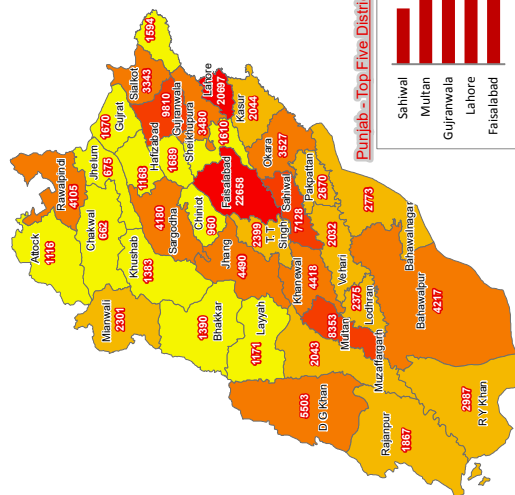 1594
Sialkot
3343
Lahore
20697
9810
Gujranwala
Sheikhupura
3480
Kasur
2044
Gujrat
1670
Hafizabad
1610
Okara
3527
Rawalpindi
4105
Jhelum
675
1168
1689
Faisalabad
22658
Sahiwal
7128
Pakpattan
2670
2773
Bahawalnagar
Chakwal
662
Sargodha
4180
Chiniot
960
2399
T.T
Singh
2032
Vehari
Attock
1116
Khushab
1383
Jhang
4490
Khanewal
4418
2375
Lodhran
Bahawalpur
4217
Mianwali
2301
1390
Bhakkar
Layyah
1171
8353
Multan
2043
Muzaffargarh
5503
D G Khan
Rajanpur
1867
2987
R Y Khan
Punjab - Top Five Distri
Sahiwal
Multan
Gujranwala
Lahore
Faisalabad